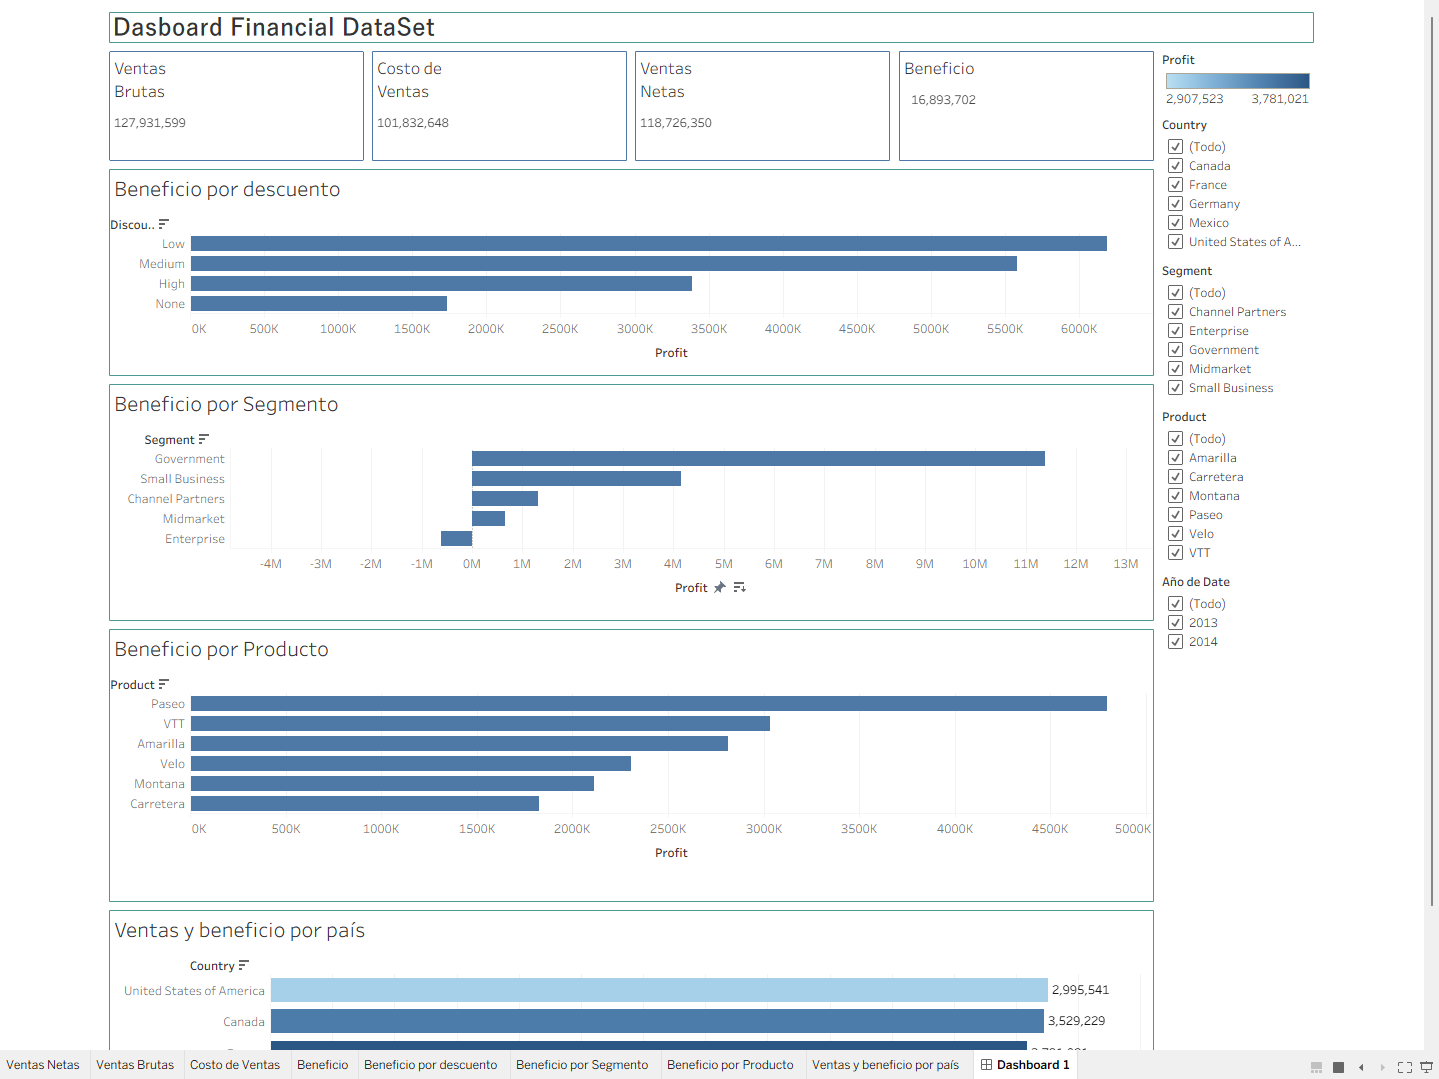 Dasboard Financial DataSet
Ventas
Brutas
127,931,599
Costo de
Ventas
101,832,648
Ventas
Netas
118,726,350
Beneficio
16,893,702
Profit
2,907,523 3,781,021
Country
(Todo)
Canada
France
Germany
Mexico
United States of A...
Segment
(Todo)
Channel Partners
Enterprise
Government
Midmarket
Small Business
Product
(Todo)
Amarilla
Carretera
Montana
Paseo
Velo
VTT
Año de Date
(Todo)
2013
2014
Beneficio por descuento
Discou..
Low
Medium
High
None
0K 500K 1000K 1500K 2000K 2500K 3000K 3500K 4000K 4500K 5000K 5500K 6000K
Profit
Beneficio por Segmento
Segment
Government
Small Business
Channel Partners
Midmarket
Enterprise
-4M -3M -2M -1M 0M 1M 2M 3M 4M 5M 6M 7M 8M 9M 10M 11M 12M 13M
Profit
Beneficio por Producto
Product
Paseo
VTT
Amarilla
Velo
Montana
Carretera
0K 500K 1000K 1500K 2000K 2500K 3000K 3500K 4000K 4500K 5000K
Profit
Ventas y beneficio por país
Country
United States of America 2,995,541
Canada 3,529,229
Ventas Netas Ventas Brutas Costo de Ventas Beneficio Beneficio por descuento Beneficio por Segmento Beneficio por Producto Ventas y beneficio por país Dashboard 1